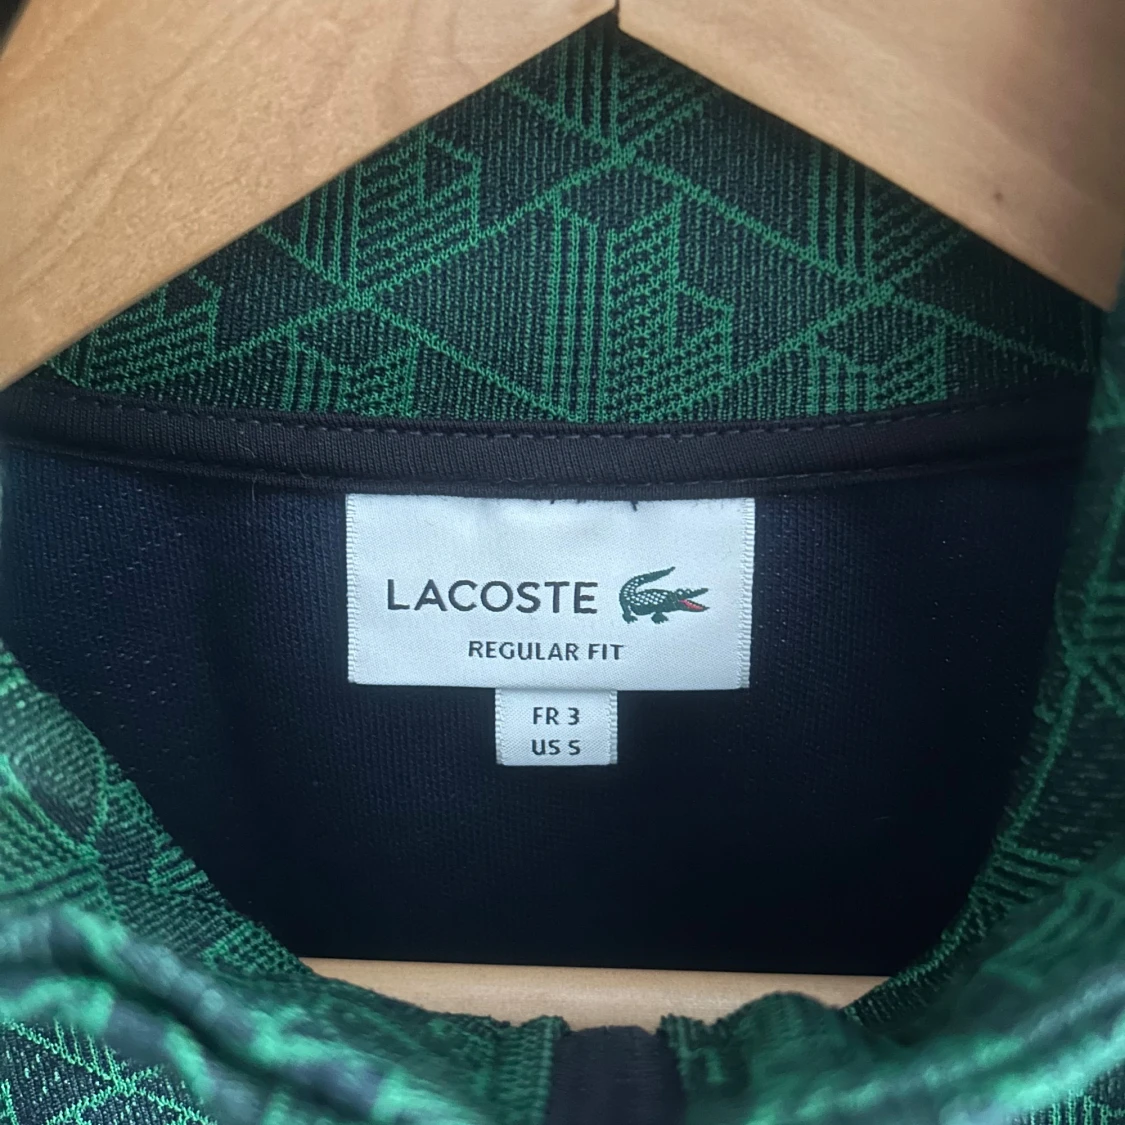 LACOSTE
REGULAR FIT
FR 3
US S